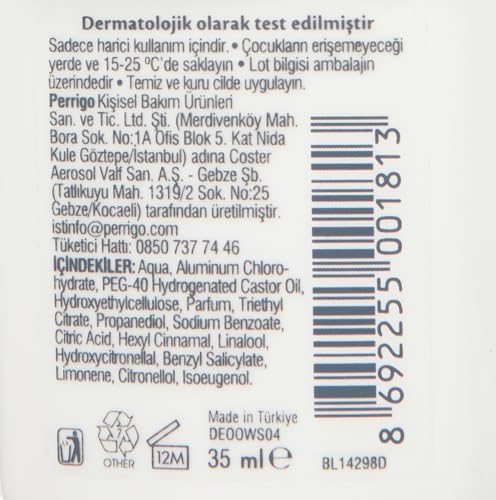 Dermatolojik olarak test edilmiştir
Sadece harici kullanım içindir. • Çocukların erişemeyeceği
yerde ve 15-25 ºC'de saklayın • Lot bilgisi ambalajın
üzerindedir • Temiz ve kuru cilde uygulayın.
Perrigo Kişisel Bakım Ürünleri
San. ve Tic. Ltd. Şti. (Merdivenköy Mah.
Bora Sok. No:1A Ofis Blok 5. Kat Nida
Kule Göztepe/İstanbul) adına Coster
Aerosol Valf San. A.Ş. - Gebze Şb.
(Tatlıkuyu Mah. 1319/2 Sok. No:25
Gebze/Kocaeli) tarafından üretilmiştir.
istinfo@perrigo.com
Tüketici Hattı: 0850 737 74 46
İÇİNDEKİLER: Aqua, Aluminum Chloro-
hydrate, PEG-40 Hydrogenated Castor Oil,
Hydroxyethylcellulose, Parfum, Triethyl
Citrate, Propanediol, Sodium Benzoate,
Citric Acid, Hexyl Cinnamal, Linalool,
Hydroxycitronellal, Benzyl Salicylate,
Limonene, Citronellol, Isoeugenol.
8 692255 001813
7
OTHER
12M
Made in Türkiye
DEOOWS04
35 ml e
BL14298D